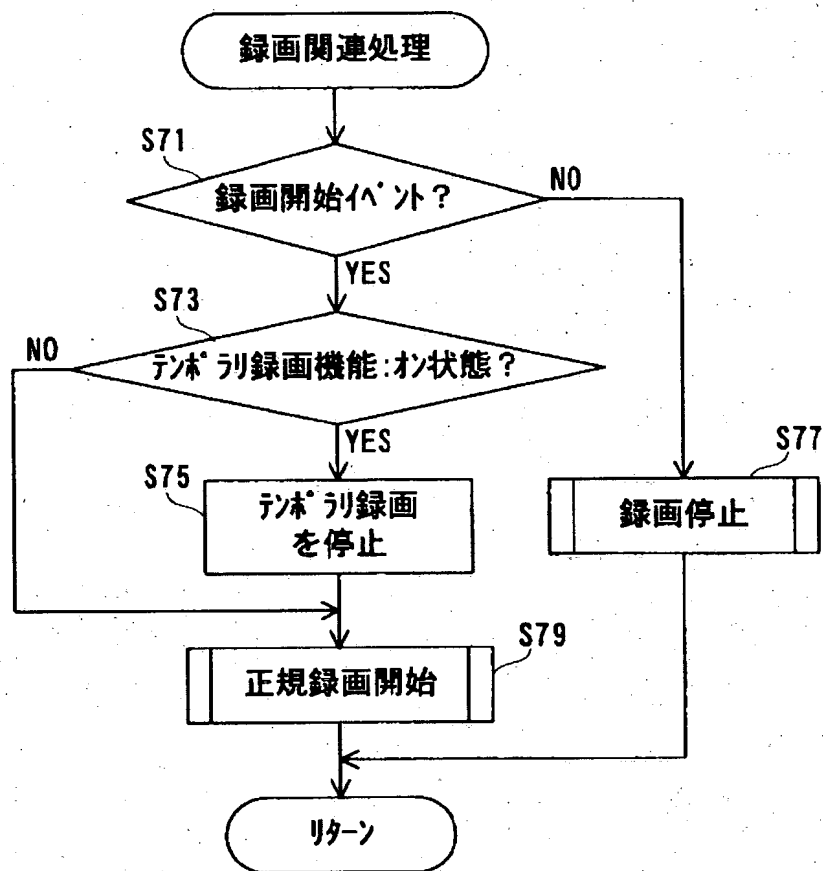 録画関連処理
S71
録画開始ｲﾍﾞﾝﾄ?
NO
YES
S73
NO
ﾃﾝﾎﾟﾗﾘ録画機能:ｵﾝ状態?
YES
S75
ﾃﾝﾎﾟﾗﾘ録画
を停止
S77
録画停止
S79
正規録画開始
ﾘﾀｰﾝ